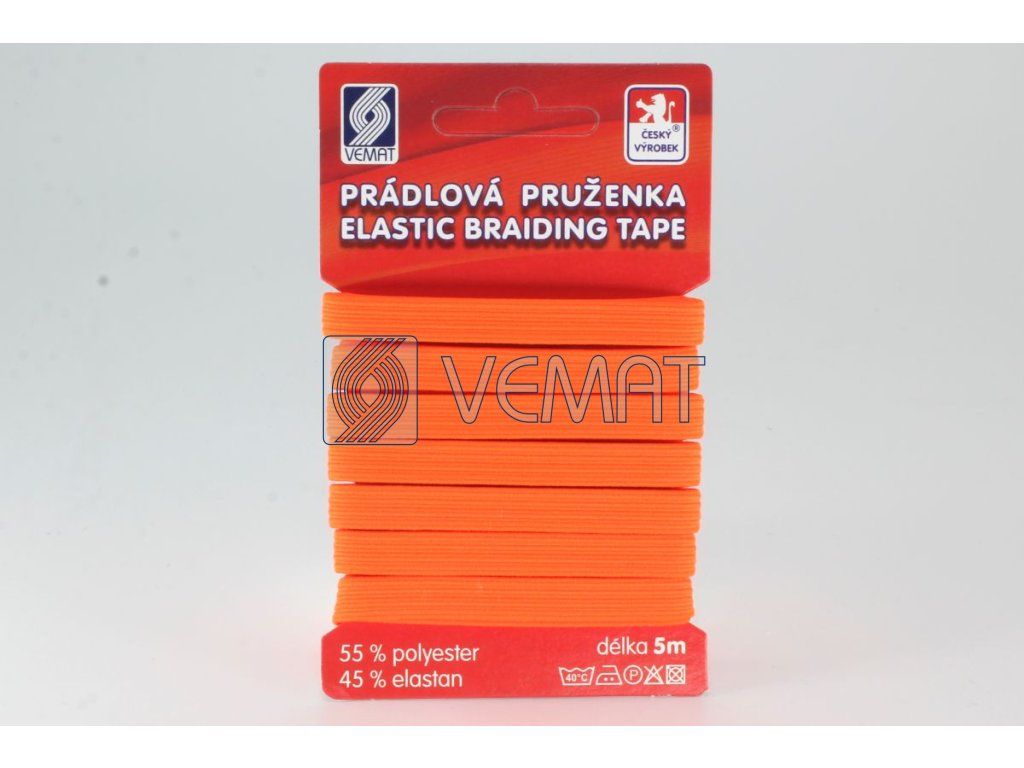 VEMAT
ČESKÝ®
VÝROBEK
PRÁDLOVÁ PRUŽENKA
ELASTIC BRAIDING TAPE
VEMAT
55 % polyester
45 % elastan
délka 5m
40°C
P